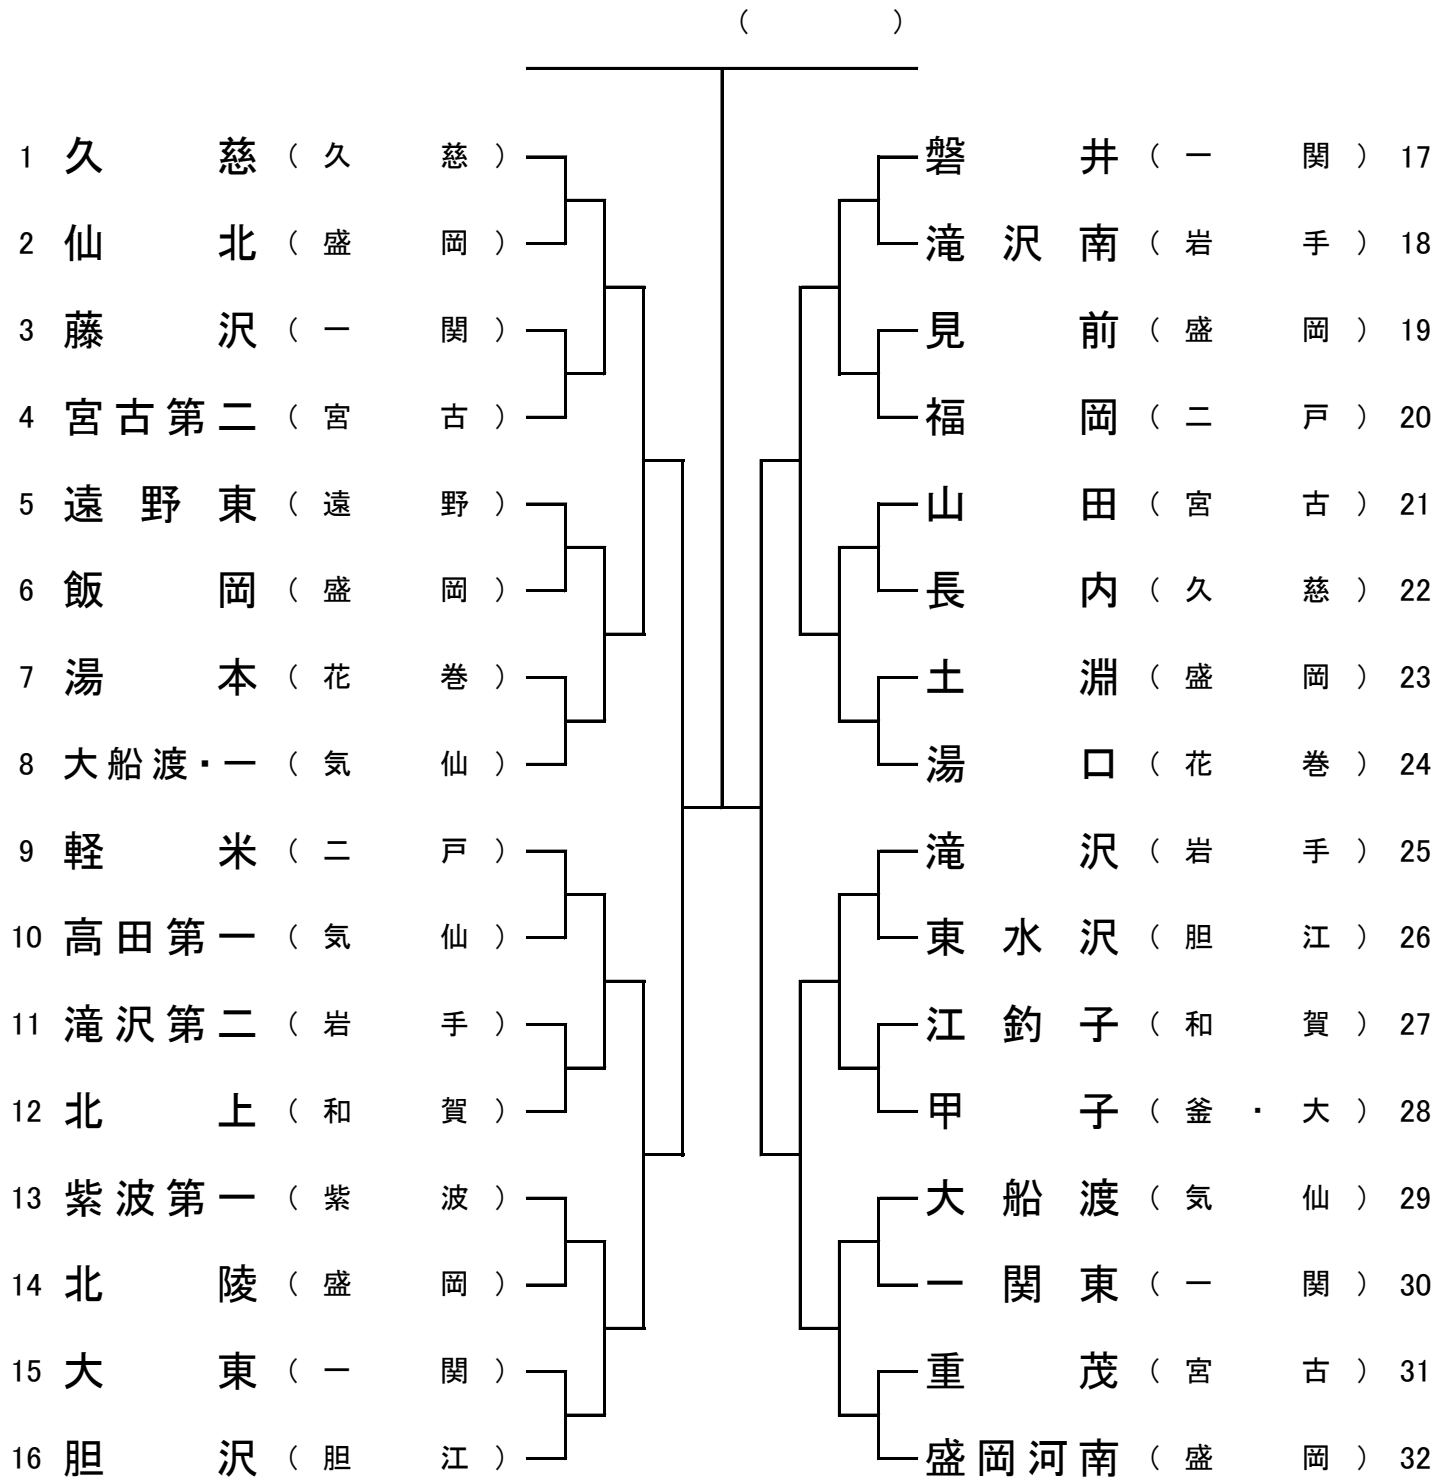 （　　　）
1 久慈（久慈）
2 仙北（盛岡）
3 藤沢（一関）
4 宮古第二（宮古）
5 遠野東（遠野）
6 飯岡（盛岡）
7 湯本（花巻）
8 大船渡・一（気仙）
9 軽米（二戸）
10 高田第一（気仙）
11 滝沢第二（岩手）
12 北上（和賀）
13 紫波第一（紫波）
14 北陵（盛岡）
15 大東（一関）
16 胆沢（胆江）
磐井（一関）17
滝沢南（岩手）18
見前（盛岡）19
福岡（二戸）20
山田（宮古）21
長内（久慈）22
土淵（盛岡）23
湯口（花巻）24
滝沢（岩手）25
東水沢（胆江）26
江釣子（和賀）27
甲子（釜・大）28
大船渡（気仙）29
一関東（一関）30
重茂（宮古）31
盛岡河南（盛岡）32